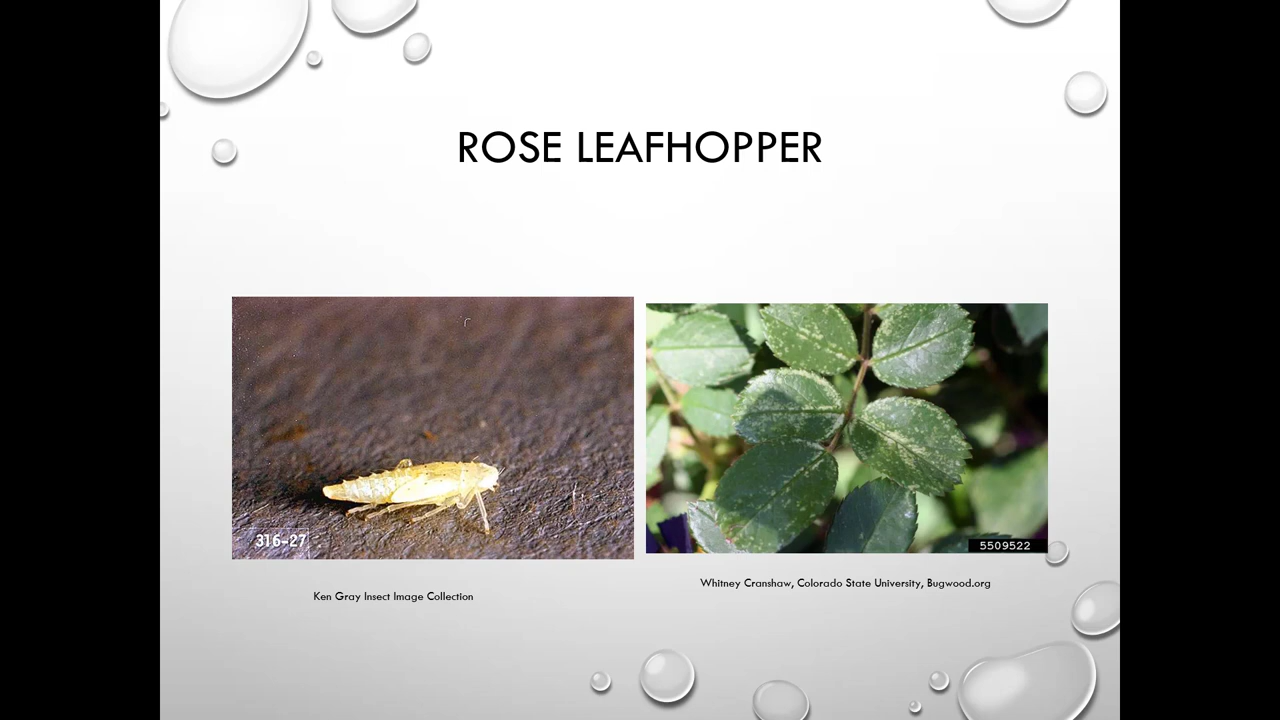 ROSE LEAFHOPPER
316-27
5509522
Whitney Cranshaw, Colorado State University, Bugwood.org
Ken Gray Insect Image Collection